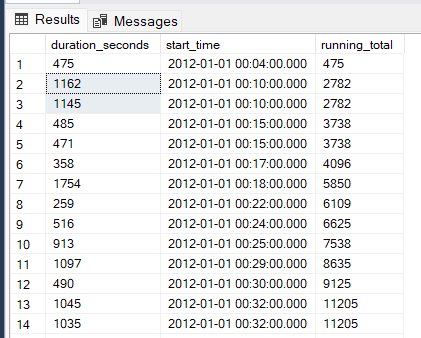 Results Messages
duration_seconds start_time running_total
1 475 2012-01-01 00:04:00.000 475
2 1162 2012-01-01 00:10:00.000 2782
3 1145 2012-01-01 00:10:00.000 2782
4 485 2012-01-01 00:15:00.000 3738
5 471 2012-01-01 00:15:00.000 3738
6 358 2012-01-01 00:17:00.000 4096
7 1754 2012-01-01 00:18:00.000 5850
8 259 2012-01-01 00:22:00.000 6109
9 516 2012-01-01 00:24:00.000 6625
10 913 2012-01-01 00:25:00.000 7538
11 1097 2012-01-01 00:29:00.000 8635
12 490 2012-01-01 00:30:00.000 9125
13 1045 2012-01-01 00:32:00.000 11205
14 1035 2012-01-01 00:32:00.000 11205